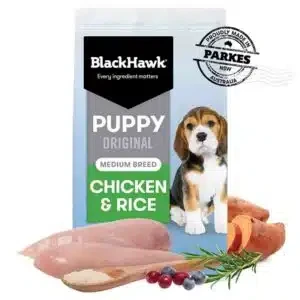 BlackHawk
Every ingredient matters
PUPPY
ORIGINAL
MEDIUM BREED
CHICKEN
& RICE
PROUDLY MADE IN
PARKES
NSW
AUSTRALIA